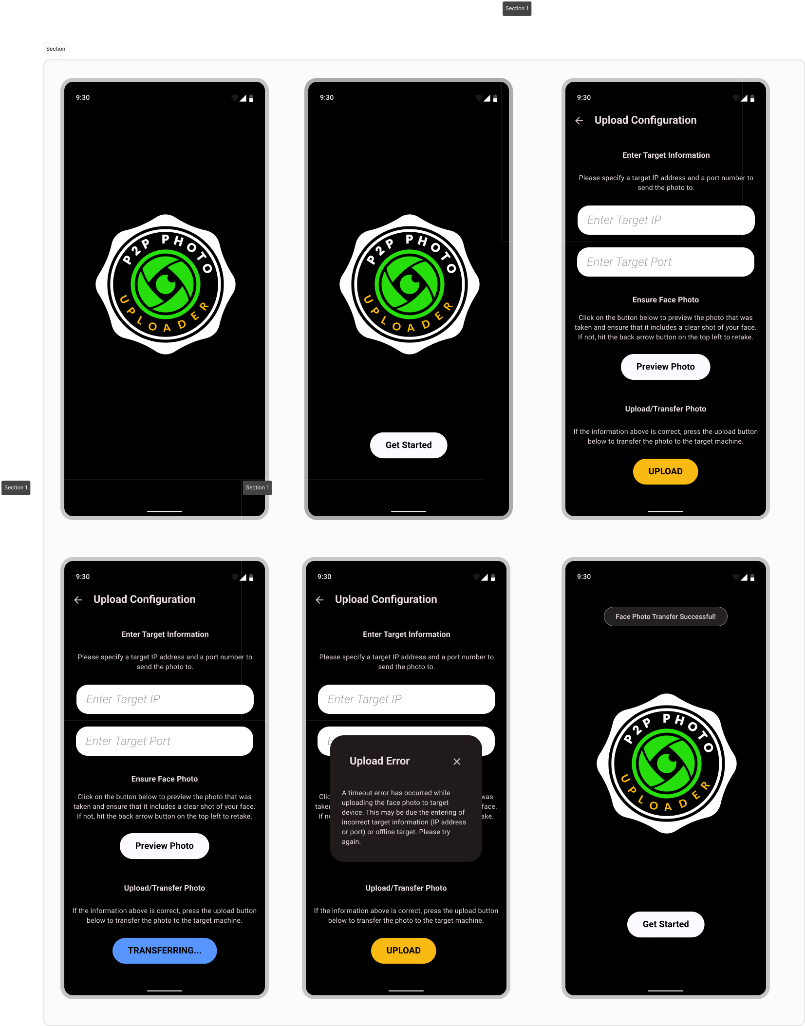 Section 1
Section
9:30
P2P PHOTO
UPLOADER
9:30
P2P PHOTO
UPLOADER
Get Started
9:30
Upload Configuration
Enter Target Information
Please specify a target IP address and a port number to
send the photo to.
Enter Target IP
Enter Target Port
Ensure Face Photo
Click on the button below to preview the photo that was
taken and ensure that it includes a clear shot of your face.
If not, hit the back arrow button on the top left to retake.
Preview Photo
Upload/Transfer Photo
If the information above is correct, press the upload button
below to transfer the photo to the target machine.
UPLOAD
Section 1
Section 1
9:30
Upload Configuration
Enter Target Information
Please specify a target IP address and a port number to
send the photo to.
Enter Target IP
Enter Target Port
Ensure Face Photo
Click on the button below to preview the photo that was
taken and ensure that it includes a clear shot of your face.
If not, hit the back arrow button on the top left to retake.
Preview Photo
Upload/Transfer Photo
If the information above is correct, press the upload button
below to transfer the photo to the target machine.
TRANSFERRING...
9:30
Upload Configuration
Enter Target Information
Please specify a target IP address and a port number to
send the photo to.
Enter Target IP
Upload Error
A timeout error has occurred while
uploading the face photo to target
device. This may be due the entering of
incorrect target information (IP address
or port) or offline target. Please try
again.
Upload/Transfer Photo
If the information above is correct, press the upload button
below to transfer the photo to the target machine.
UPLOAD
9:30
Face Photo Transfer Successful!
P2P PHOTO
UPLOADER
Get Started